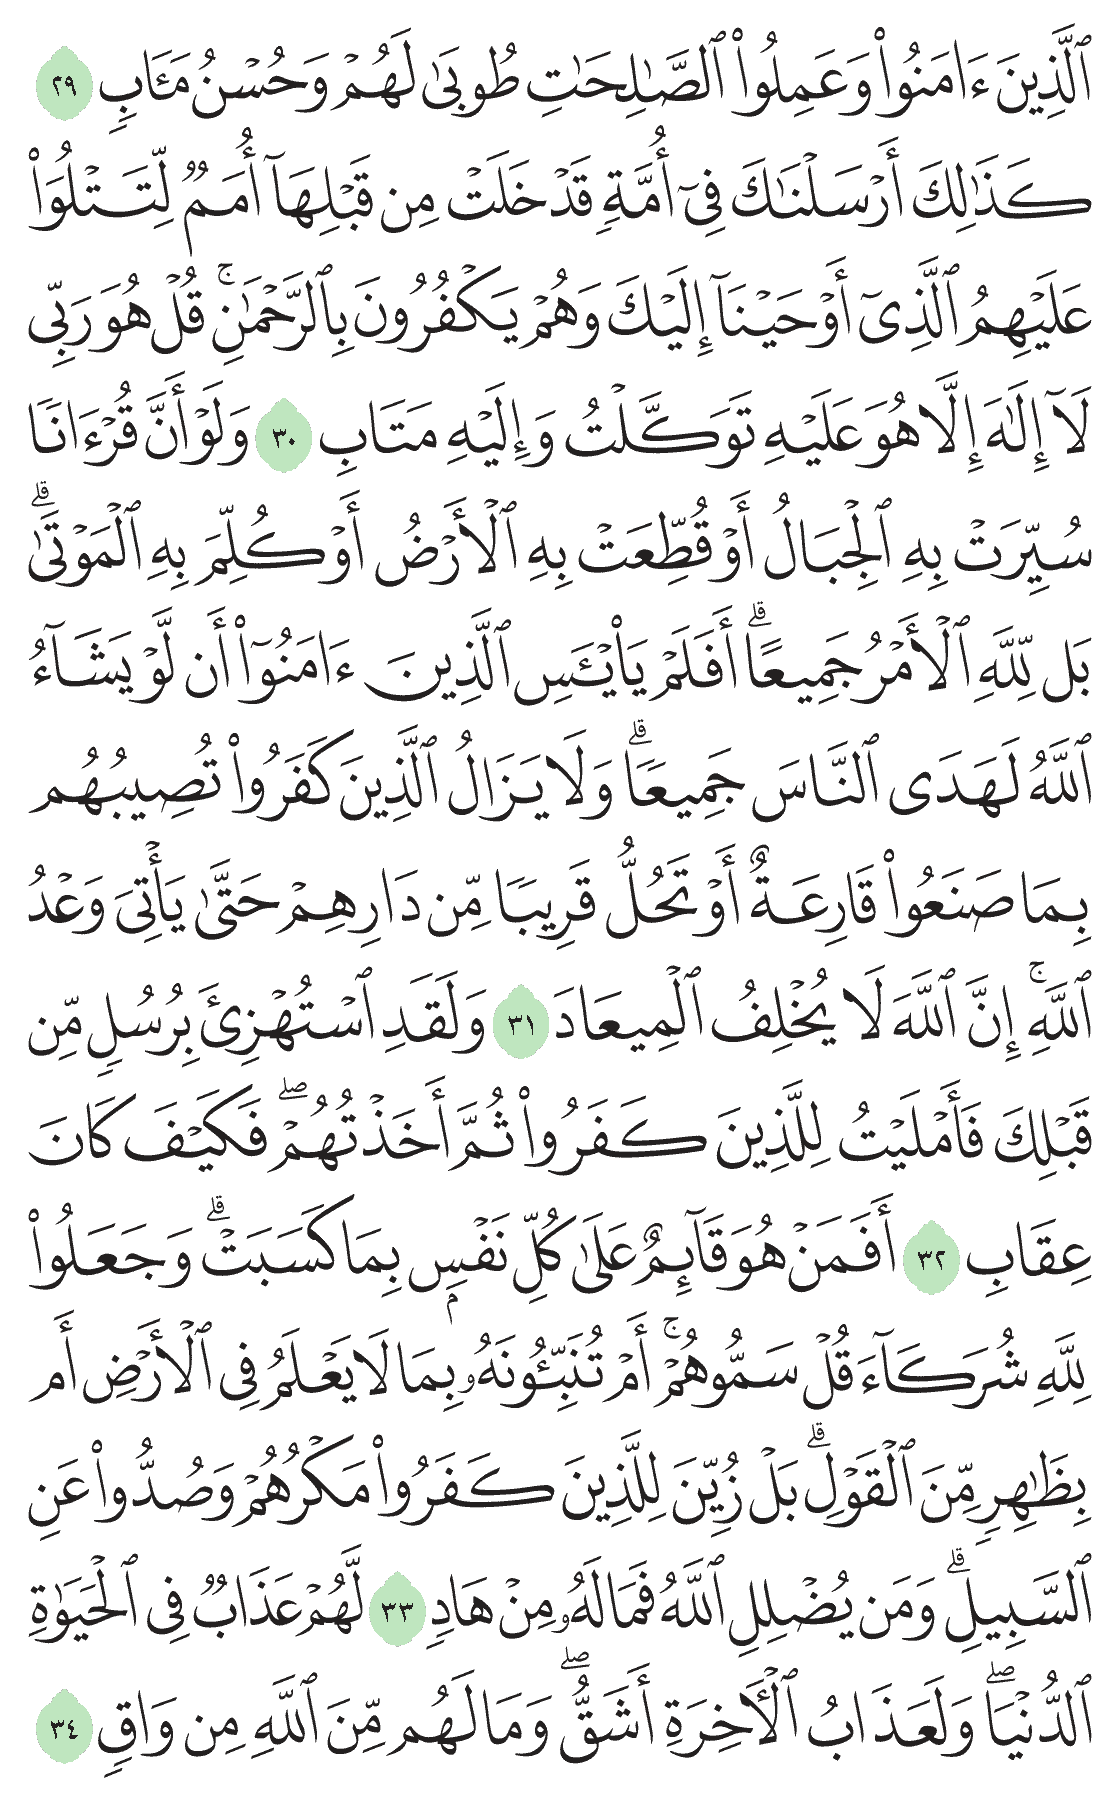 ٱلَّذِينَ ءَامَنُوا۟ وَعَمِلُوا۟ ٱلصَّـٰلِحَـٰتِ طُوبَىٰ لَهُمْ وَحُسْنُ مَـَٔابٍ ٢٩
كَذَٰلِكَ أَرْسَلْنَـٰكَ فِىٓ أُمَّةٍ قَدْ خَلَتْ مِن قَبْلِهَآ أُمَمٌ لِّتَتْلُوَا۟
عَلَيْهِمُ ٱلَّذِىٓ أَوْحَيْنَآ إِلَيْكَ وَهُمْ يَكْفُرُونَ بِٱلرَّحْمَـٰنِ ۚ قُلْ هُوَ رَبِّى
لَآ إِلَـٰهَ إِلَّا هُوَ عَلَيْهِ تَوَكَّلْتُ وَإِلَيْهِ مَتَابِ ٣٠ وَلَوْ أَنَّ قُرْءَانًا
سُيِّرَتْ بِهِ ٱلْجِبَالُ أَوْ قُطِّعَتْ بِهِ ٱلْأَرْضُ أَوْ كُلِّمَ بِهِ ٱلْمَوْتَىٰ ۗ
بَل لِّلَّهِ ٱلْأَمْرُ جَمِيعًا ۗ أَفَلَمْ يَا۟يْـَٔسِ ٱلَّذِينَ ءَامَنُوٓا۟ أَن لَّوْ يَشَآءُ
ٱللَّهُ لَهَدَى ٱلنَّاسَ جَمِيعًا ۗ وَلَا يَزَالُ ٱلَّذِينَ كَفَرُوا۟ تُصِيبُهُم
بِمَا صَنَعُوا۟ قَارِعَةٌ أَوْ تَحُلُّ قَرِيبًا مِّن دَارِهِمْ حَتَّىٰ يَأْتِىَ وَعْدُ
ٱللَّهِ ۚ إِنَّ ٱللَّهَ لَا يُخْلِفُ ٱلْمِيعَادَ ٣١ وَلَقَدِ ٱسْتُهْزِئَ بِرُسُلٍ مِّن
قَبْلِكَ فَأَمْلَيْتُ لِلَّذِينَ كَفَرُوا۟ ثُمَّ أَخَذْتُهُمْ ۖ فَكَيْفَ كَانَ
عِقَابِ ٣٢ أَفَمَنْ هُوَ قَآئِمٌ عَلَىٰ كُلِّ نَفْسٍۭ بِمَا كَسَبَتْ ۗ وَجَعَلُوا۟
لِلَّهِ شُرَكَآءَ قُلْ سَمُّوهُمْ ۚ أَمْ تُنَبِّـُٔونَهُۥ بِمَا لَا يَعْلَمُ فِى ٱلْأَرْضِ أَم
بِظَـٰهِرٍ مِّنَ ٱلْقَوْلِ ۗ بَلْ زُيِّنَ لِلَّذِينَ كَفَرُوا۟ مَكْرُهُمْ وَصُدُّوا۟ عَنِ
ٱلسَّبِيلِ ۗ وَمَن يُضْلِلِ ٱللَّهُ فَمَا لَهُۥ مِنْ هَادٍ ٣٣ لَّهُمْ عَذَابٌ فِى ٱلْحَيَوٰةِ
ٱلدُّنْيَا ۖ وَلَعَذَابُ ٱلْـَٔاخِرَةِ أَشَقُّ ۖ وَمَا لَهُم مِّنَ ٱللَّهِ مِن وَاقٍ ٣٤